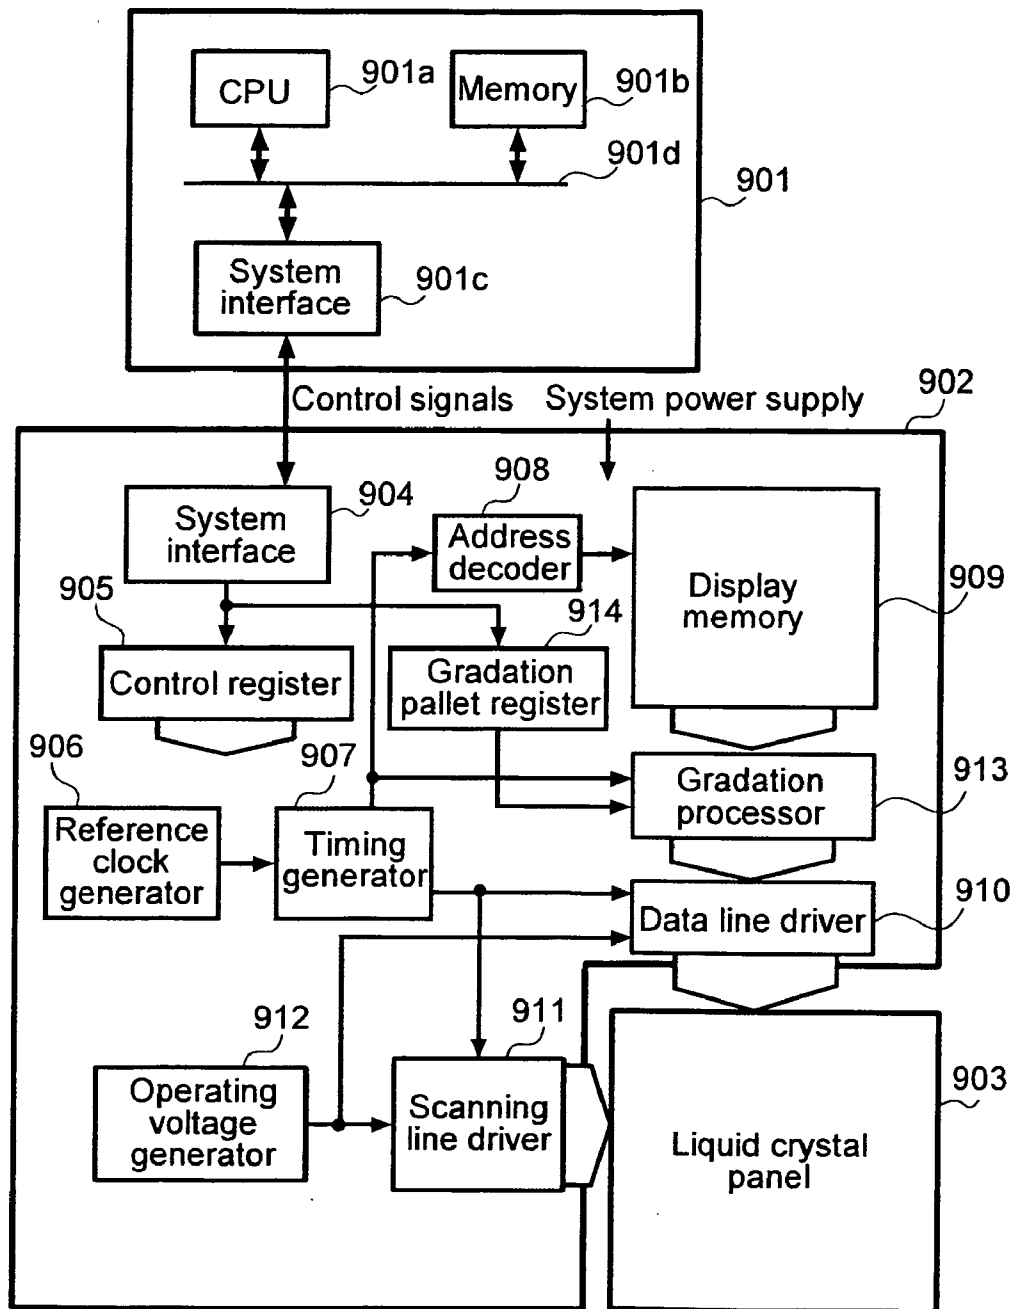 CPU
901a
Memory
901b
901d
901
System
interface
901c
Control signals
System power supply
902
904
System
interface
908
Address
decoder
Display
memory
909
905
Control register
914
Gradation
pallet register
906
Reference
clock
generator
907
Timing
generator
Gradation
processor
913
Data line driver
910
912
Operating
voltage
generator
911
Scanning
line driver
903
Liquid crystal
panel